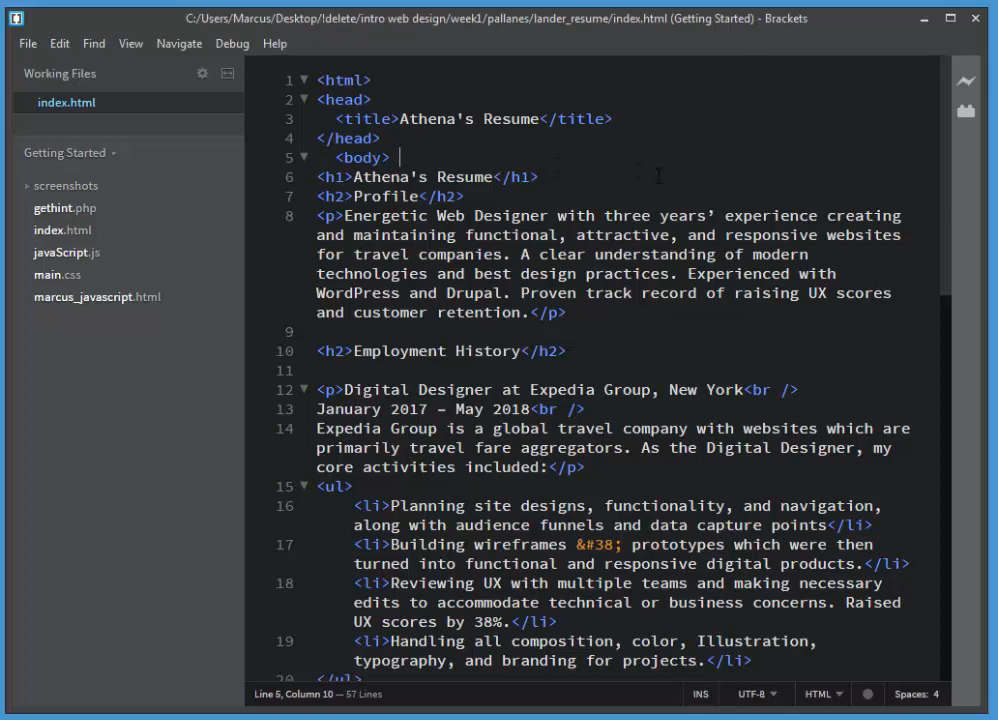 C:/Users/Marcus/Desktop/!delete/intro web design/week1/pallanes/lander_resume/index.html (Getting Started) - Brackets
File Edit Find View Navigate Debug Help
Working Files
index.html
Getting Started
screenshots
gethint.php
index.html
javaScript.js
main.css
marcus_javascript.html
1 <html>
2 <head>
3 <title>Athena's Resume</title>
4 </head>
5 <body>
6 <h1>Athena's Resume</h1>
7 <h2>Profile</h2>
8 <p>Energetic Web Designer with three years’ experience creating
and maintaining functional, attractive, and responsive websites
for travel companies. A clear understanding of modern
technologies and best design practices. Experienced with
WordPress and Drupal. Proven track record of raising UX scores
and customer retention.</p>
9
10 <h2>Employment History</h2>
11
12 <p>Digital Designer at Expedia Group, New York<br />
13 January 2017 – May 2018<br />
14 Expedia Group is a global travel company with websites which are
primarily travel fare aggregators. As the Digital Designer, my
core activities included:</p>
15 <ul>
16 <li>Planning site designs, functionality, and navigation,
along with audience funnels and data capture points</li>
17 <li>Building wireframes &#38; prototypes which were then
turned into functional and responsive digital products.</li>
18 <li>Reviewing UX with multiple teams and making necessary
edits to accommodate technical or business concerns. Raised
UX scores by 38%.</li>
19 <li>Handling all composition, color, Illustration,
typography, and branding for projects.</li>
20 </ul>
Line 5, Column 10 — 57 Lines
INS UTF-8 HTML Spaces: 4